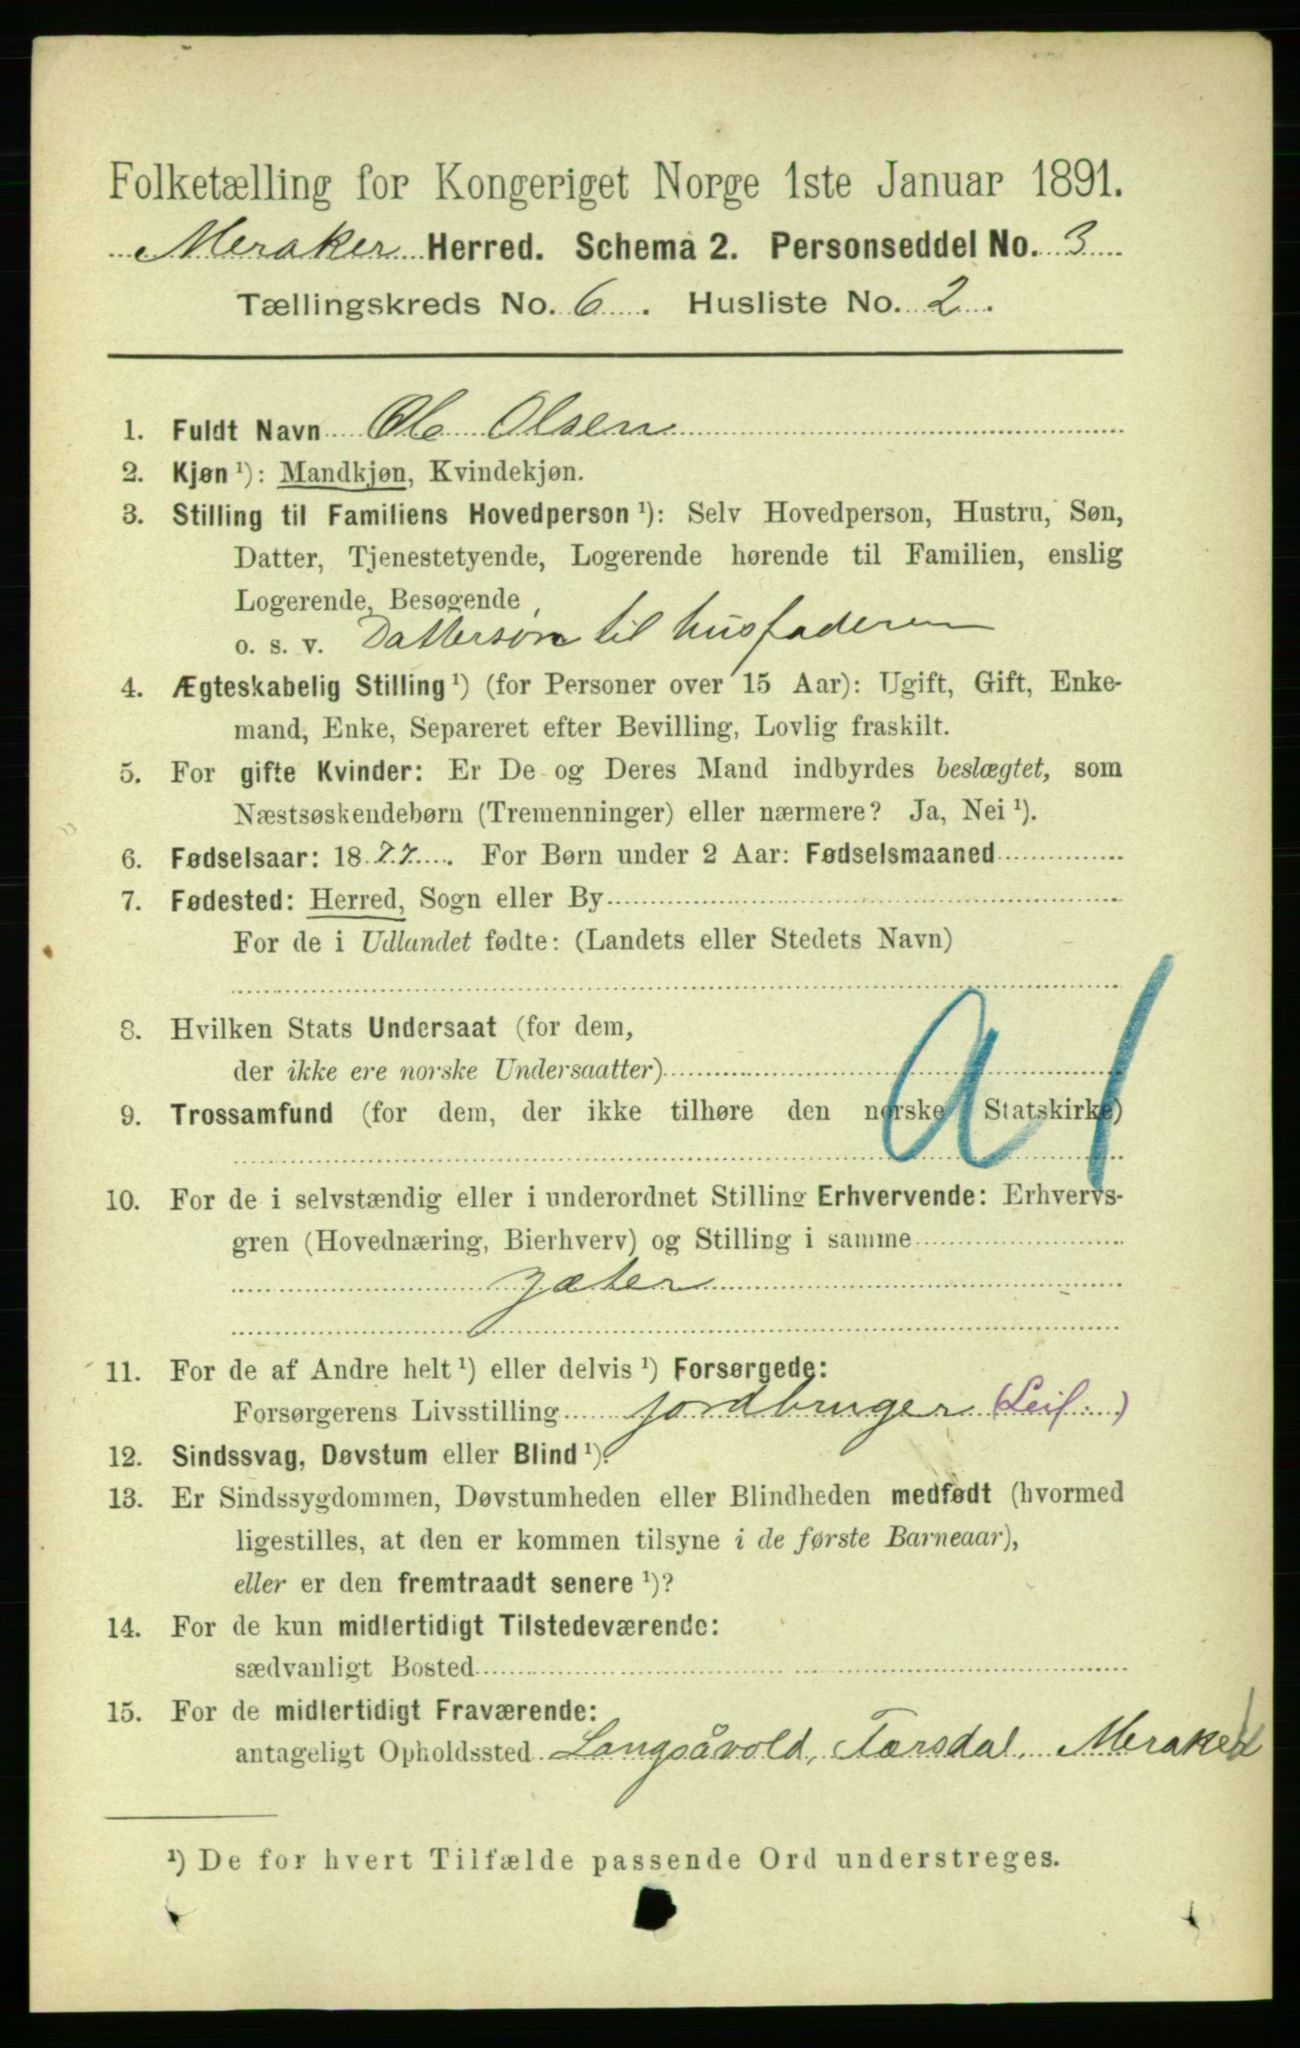 Folketælling for Kongeriget Norge 1ste Januar 1891.
Meraker Herred. Schema 2. Personseddel No. 3
Tællingskreds No. 6. Husliste No. 2.
1. Fuldt Navn Ole Olsen
2. Kjøn ¹): Mandkjøn, Kvindekjøn.
3. Stilling til Familiens Hovedperson ¹): Selv Hovedperson, Hustru, Søn,
Datter, Tjenestetyende, Logerende hørende til Familien, enslig
Logerende, Besøgende,
o. s. v. Dattersøn til husfaderen
4. Ægteskabelig Stilling ¹) (for Personer over 15 Aar): Ugift, Gift, Enke-
mand, Enke, Separeret efter Bevilling, Lovlig fraskilt.
5. For gifte Kvinder: Er De og Deres Mand indbyrdes beslægtet, som
Næstsøskendebørn (Tremenninger) eller nærmere? Ja, Nei ¹).
6. Fødselsaar: 1877. For Børn under 2 Aar: Fødselsmaaned
7. Fødested: Herred, Sogn eller By
For de i Udlandet fødte: (Landets eller Stedets Navn)
8. Hvilken Stats Undersaat (for dem,
der ikke ere norske Undersaatter)
a1
9. Trossamfund (for dem, der ikke tilhøre den norske Statskirke)
10. For de i selvstændig eller i underordnet Stilling Erhvervende: Erhvervs-
gren (Hovednæring, Bierhverv) og Stilling i samme
gæter
11. For de af Andre helt ¹) eller delvis ¹) Forsørgede:
Forsørgerens Livsstilling jordbruger (Leil.)
12. Sindssvag, Døvstum eller Blind ¹).
13. Er Sindssygdommen, Døvstumheden eller Blindheden medfødt (hvormed
ligestilles, at den er kommen tilsyne i de første Barneaar),
eller er den fremtraadt senere ¹)?
14. For de kun midlertidigt Tilstedeværende:
sædvanligt Bosted
15. For de midlertidigt Fraværende:
antageligt Opholdssted Langsåvold, Færsdal, Meraker
¹) De for hvert Tilfælde passende Ord understreges.